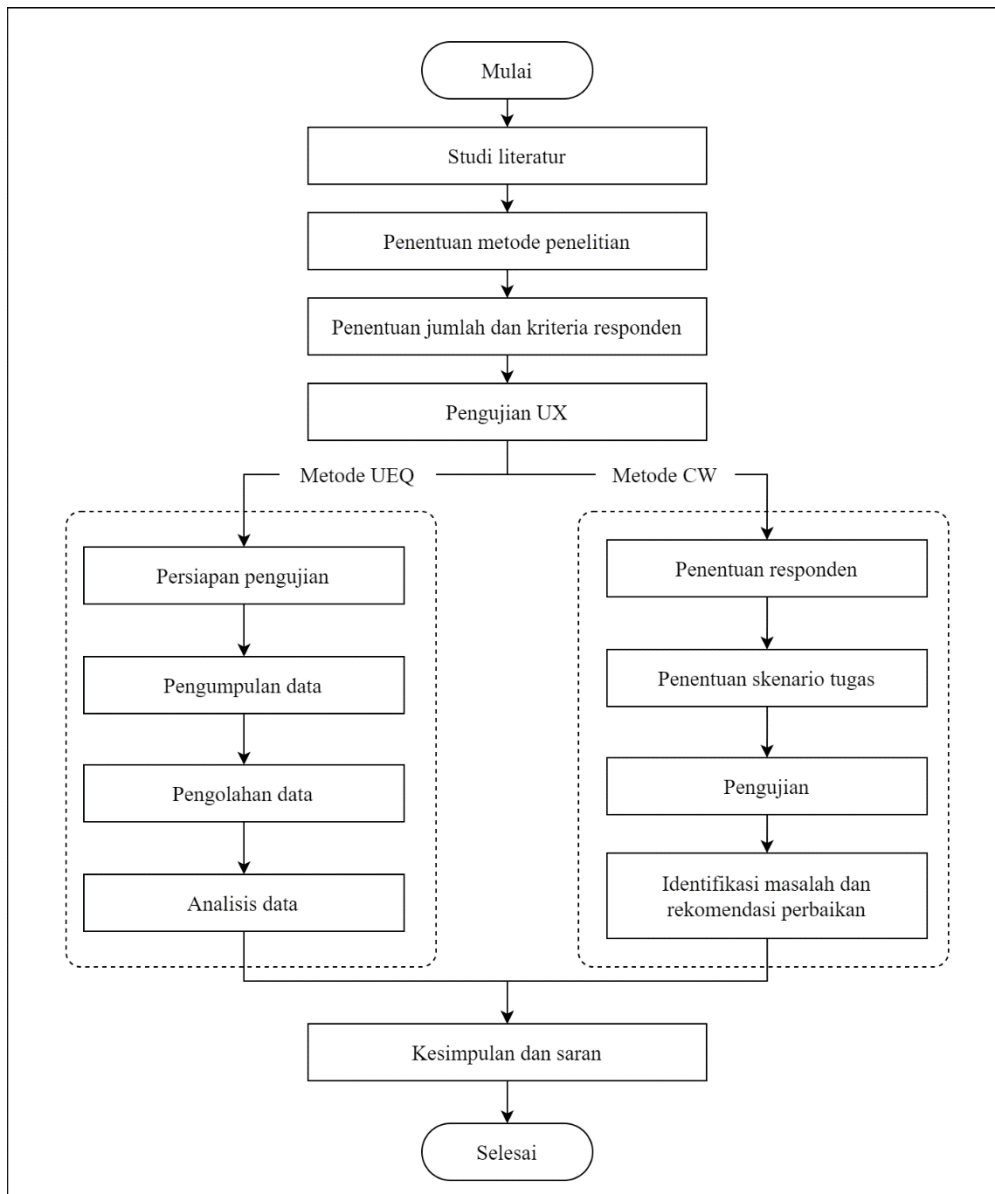 Mulai
Studi literatur
Penentuan metode penelitian
Penentuan jumlah dan kriteria responden
Pengujian UX
Metode UEQ
Metode CW
Persiapan pengujian
Pengumpulan data
Pengolahan data
Analisis data
Penentuan responden
Penentuan skenario tugas
Pengujian
Identifikasi masalah dan
rekomendasi perbaikan
Kesimpulan dan saran
Selesai